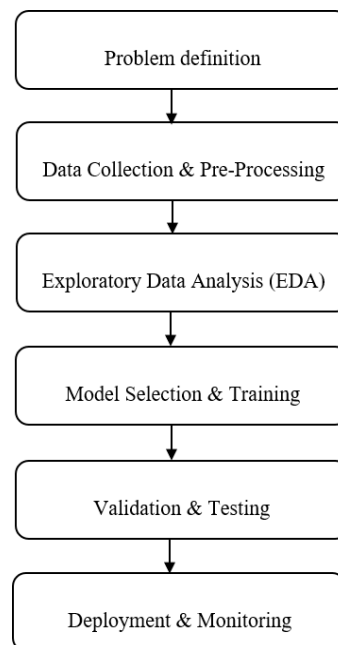 Problem definition
Data Collection & Pre-Processing
Exploratory Data Analysis (EDA)
Model Selection & Training
Validation & Testing
Deployment & Monitoring